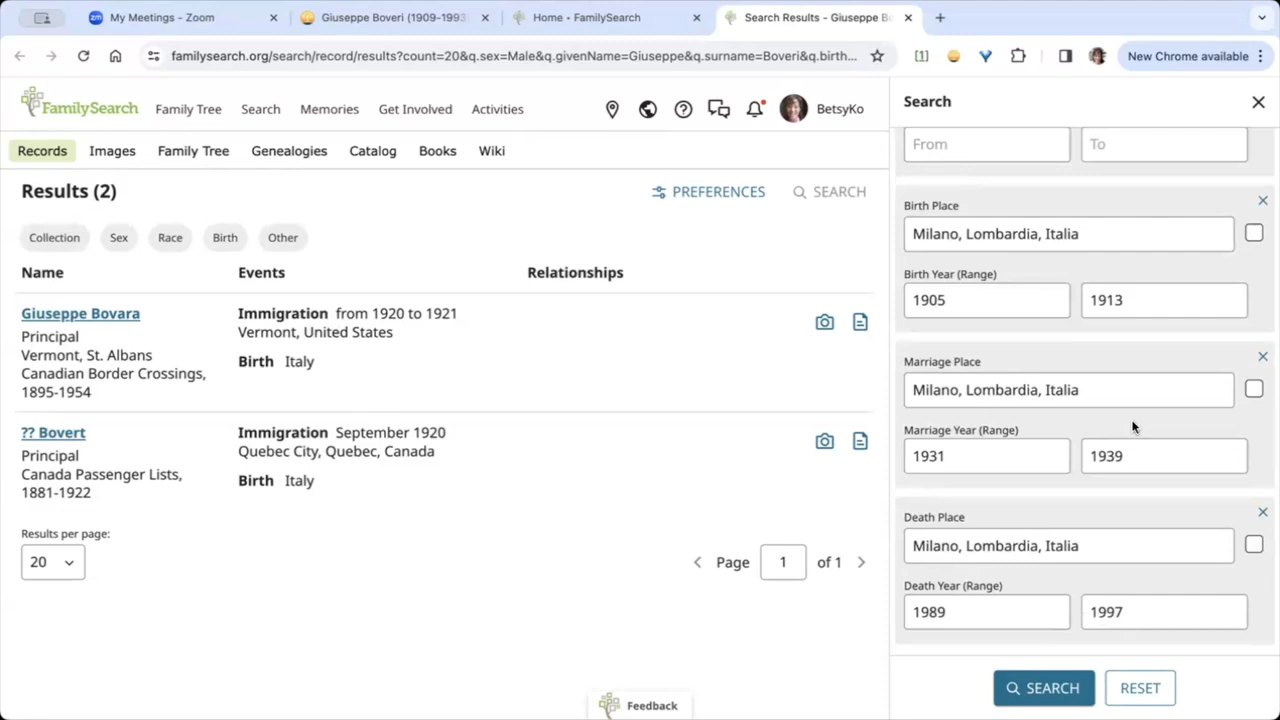 My Meetings - Zoom
Giuseppe Boveri (1909-1993
Home • FamilySearch
Search Results - Giuseppe Bo
familysearch.org/search/record/results?count=20&q.sex=Male&q.givenName=Giuseppe&q.surname=Boveri&q.birth...
[1]
New Chrome available
FamilySearch
Family Tree
Search
Memories
Get Involved
Activities
BetsyKo
Records
Images
Family Tree
Genealogies
Catalog
Books
Wiki
Results (2)
PREFERENCES
SEARCH
Collection
Sex
Race
Birth
Other
Name
Events
Relationships
Giuseppe Bovara
Principal
Vermont, St. Albans
Canadian Border Crossings,
1895-1954
Immigration from 1920 to 1921
Vermont, United States
Birth Italy
?? Bovert
Principal
Canada Passenger Lists,
1881-1922
Immigration September 1920
Quebec City, Quebec, Canada
Birth Italy
Results per page:
20
Page 1 of 1
Feedback
Search
From
To
Birth Place
Milano, Lombardia, Italia
Birth Year (Range)
1905
1913
Marriage Place
Milano, Lombardia, Italia
Marriage Year (Range)
1931
1939
Death Place
Milano, Lombardia, Italia
Death Year (Range)
1989
1997
SEARCH
RESET